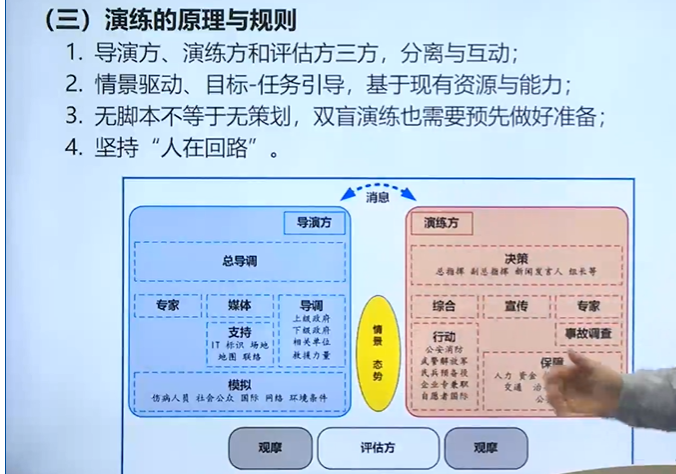 （三）演练的原理与规则
1. 导演方、演练方和评估方三方，分离与互动；
2. 情景驱动、目标-任务引导，基于现有资源与能力；
3. 无脚本不等于无策划，双盲演练也需要预先做好准备；
4. 坚持“人在回路”。
消息
导演方
总导调
专家
媒体
导调
上级政府
下级政府
相关单位
救援力量
支持
IT 标识 场地
地图 联络
模拟
伤病人员 社会公众 国际 网络 环境条件
情景 态势
演练方
决策
总指挥 副总指挥 新闻发言人 组长等
综合
宣传
专家
行动
公安消防
武警解放军
民兵预备役
企业专兼职
自愿者国际
事故调查
保障
人力 资金
交通
观摩
评估方
观摩